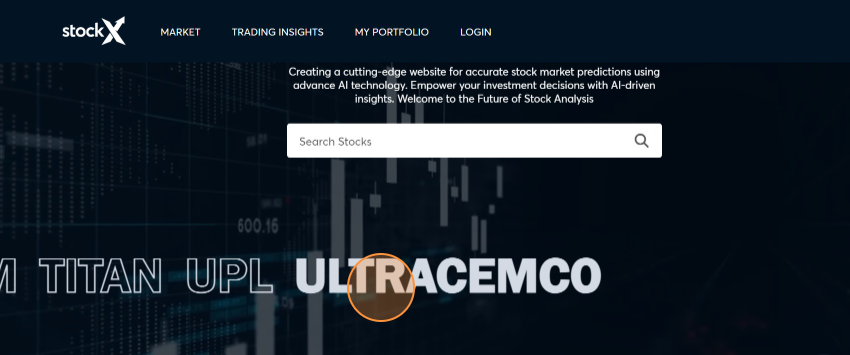 stockX
MARKET TRADING INSIGHTS MY PORTFOLIO LOGIN
Creating a cutting-edge website for accurate stock market predictions using
advance AI technology. Empower your investment decisions with AI-driven
insights. Welcome to the Future of Stock Analysis
Search Stocks
600.15
M TITAN UPL ULTRACEMCO